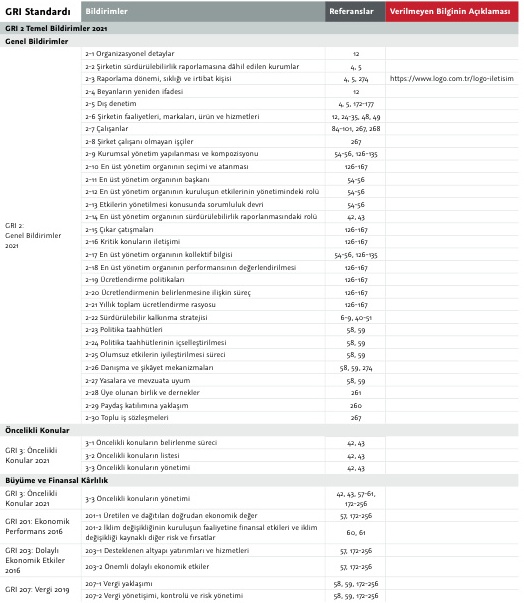 GRI Standardı Bildirimler Referanslar Verilmeyen Bilginin Açıklaması
GRI 2 Temel Bildirimler 2021
Genel Bildirimler
GRI 2:
Genel Bildirimler
2021
2-1 Organizasyonel detaylar 12
2-2 Şirketin sürdürülebilirlik raporlamasına dâhil edilen kurumlar 4, 5
2-3 Raporlama dönemi, sıklığı ve irtibat kişisi 4, 5, 274 https://www.logo.com.tr/logo-iletisim
2-4 Beyanların yeniden ifadesi 12
2-5 Dış denetim 4, 5, 172-177
2-6 Şirketin faaliyetleri, markaları, ürün ve hizmetleri 12, 24-35, 48, 49
2-7 Çalışanlar 84-101, 267, 268
2-8 Şirket çalışanı olmayan işçiler 267
2-9 Kurumsal yönetim yapılanması ve kompozisyonu 54-56, 126-135
2-10 En üst yönetim organının seçimi ve atanması 126-167
2-11 En üst yönetim organının başkanı 54-56
2-12 En üst yönetim organının kuruluşun etkilerinin yönetimindeki rolü 54-56
2-13 Etkilerin yönetilmesi konusunda sorumluluk devri 54-56
2-14 En üst yönetim organının sürdürülebilirlik raporlanmasındaki rolü 42, 43
2-15 Çıkar çatışmaları 126-167
2-16 Kritik konuların iletişimi 126-167
2-17 En üst yönetim organının kollektif bilgisi 54-56, 126-135
2-18 En üst yönetim organının performansının değerlendirilmesi 126-167
2-19 Ücretlendirme politikaları 126-167
2-20 Ücretlendirmenin belirlenmesine ilişkin süreç 126-167
2-21 Yıllık toplam ücretlendirme rasyosu 126-167
2-22 Sürdürülebilir kalkınma stratejisi 6-9, 40-51
2-23 Politika taahhütleri 58, 59
2-24 Politika taahhütlerinin içselleştirilmesi 58, 59
2-25 Olumsuz etkilerin iyileştirilmesi süreci 58, 59
2-26 Danışma ve şikâyet mekanizmaları 58, 59, 274
2-27 Yasalara ve mevzuata uyum 58, 59
2-28 Üye olunan birlik ve dernekler 261
2-29 Paydaş katılımına yaklaşım 260
2-30 Toplu iş sözleşmeleri 267
Öncelikli Konular
GRI 3: Öncelikli
Konular 2021
3-1 Öncelikli konuların belirlenme süreci 42, 43
3-2 Öncelikli konuların listesi 42, 43
3-3 Öncelikli konuların yönetimi 42, 43
Büyüme ve Finansal Kârlılık
GRI 3: Öncelikli
Konular 2021
3-3 Öncelikli konuların yönetimi 42, 43, 57-61,
172-256
GRI 201: Ekonomik
Performans 2016
201-1 Üretilen ve dağıtılan doğrudan ekonomik değer 57, 172-256
201-2 İklim değişikliğinin kuruluşun faaliyetine finansal etkileri ve iklim
değişikliği kaynaklı diğer risk ve fırsatlar 60, 61
GRI 203: Dolaylı
Ekonomik Etkiler
2016
203-1 Desteklenen altyapı yatırımları ve hizmetleri 57, 172-256
203-2 Önemli dolaylı ekonomik etkiler 57, 172-256
GRI 207: Vergi 2019
207-1 Vergi yaklaşımı 58, 59, 172-256
207-2 Vergi yönetişimi, kontrolü ve risk yönetimi 58, 59, 172-256